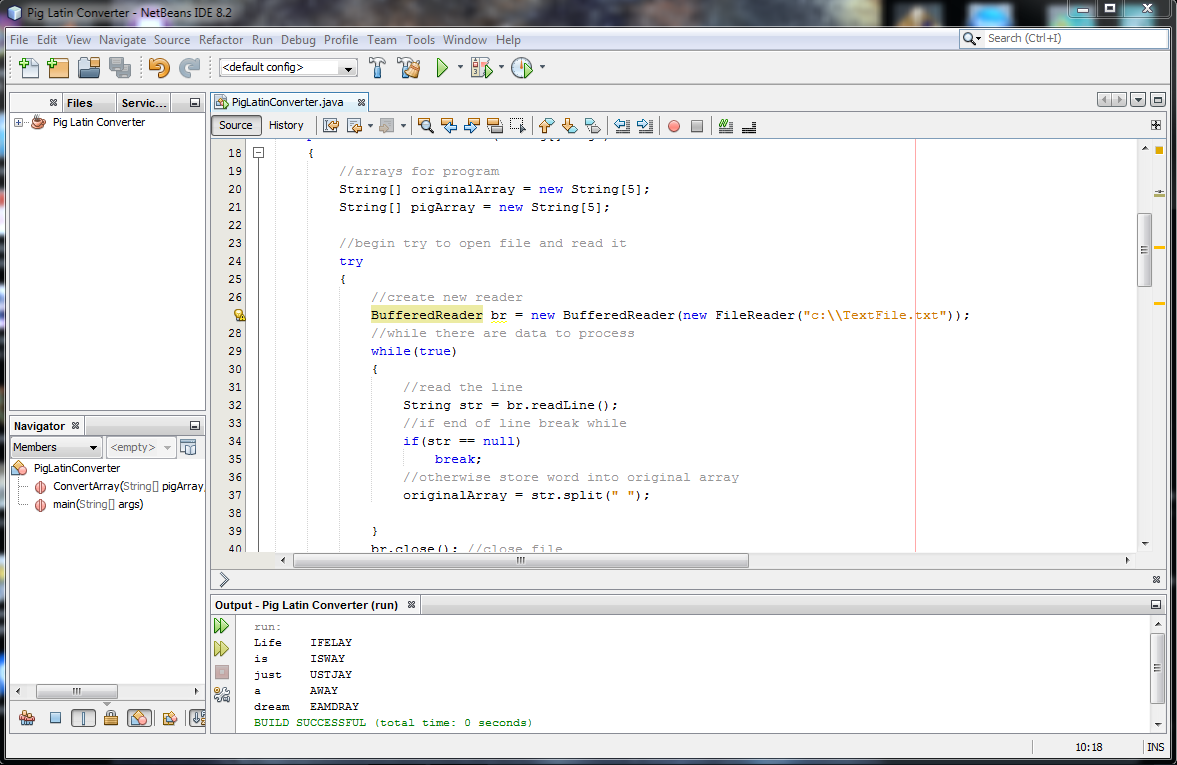 Pig Latin Converter - NetBeans IDE 8.2
File Edit View Navigate Source Refactor Run Debug Profile Team Tools Window Help
Search (Ctrl+I)
<default config>
Files Servic...
Pig Latin Converter
PigLatinConverter.java
Source History
18 {
19 //arrays for program
20 String[] originalArray = new String[5];
21 String[] pigArray = new String[5];
22
23 //begin try to open file and read it
24 try
25 {
26 //create new reader
BufferedReader br = new BufferedReader(new FileReader("c:\\TextFile.txt"));
28 //while there are data to process
29 while(true)
30 {
31 //read the line
32 String str = br.readLine();
33 //if end of line break while
34 if(str == null)
35 break;
36 //otherwise store word into original array
37 originalArray = str.split(" ");
38
39 }
40 br.close(); //close file
Navigator
Members <empty>
PigLatinConverter
ConvertArray(String[] pigArray,
main(String[] args)
Output - Pig Latin Converter (run)
run:
Life IFELAY
is ISWAY
just USTJAY
a AWAY
dream EAMDRAY
BUILD SUCCESSFUL (total time: 0 seconds)
10:18 INS